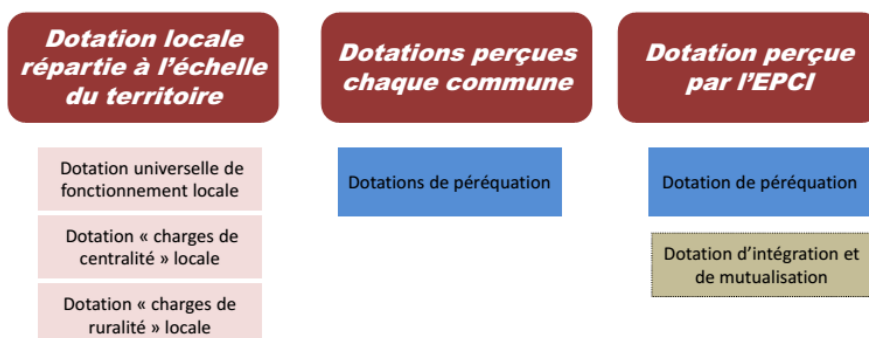 Dotation locale
répartie à l'échelle
du territoire
Dotation universelle de
fonctionnement locale
Dotation « charges de
centralité » locale
Dotation « charges de
ruralité » locale
Dotations perçues
chaque commune
Dotations de péréquation
Dotation perçue
par l'EPCI
Dotation de péréquation
Dotation d'intégration et
de mutualisation